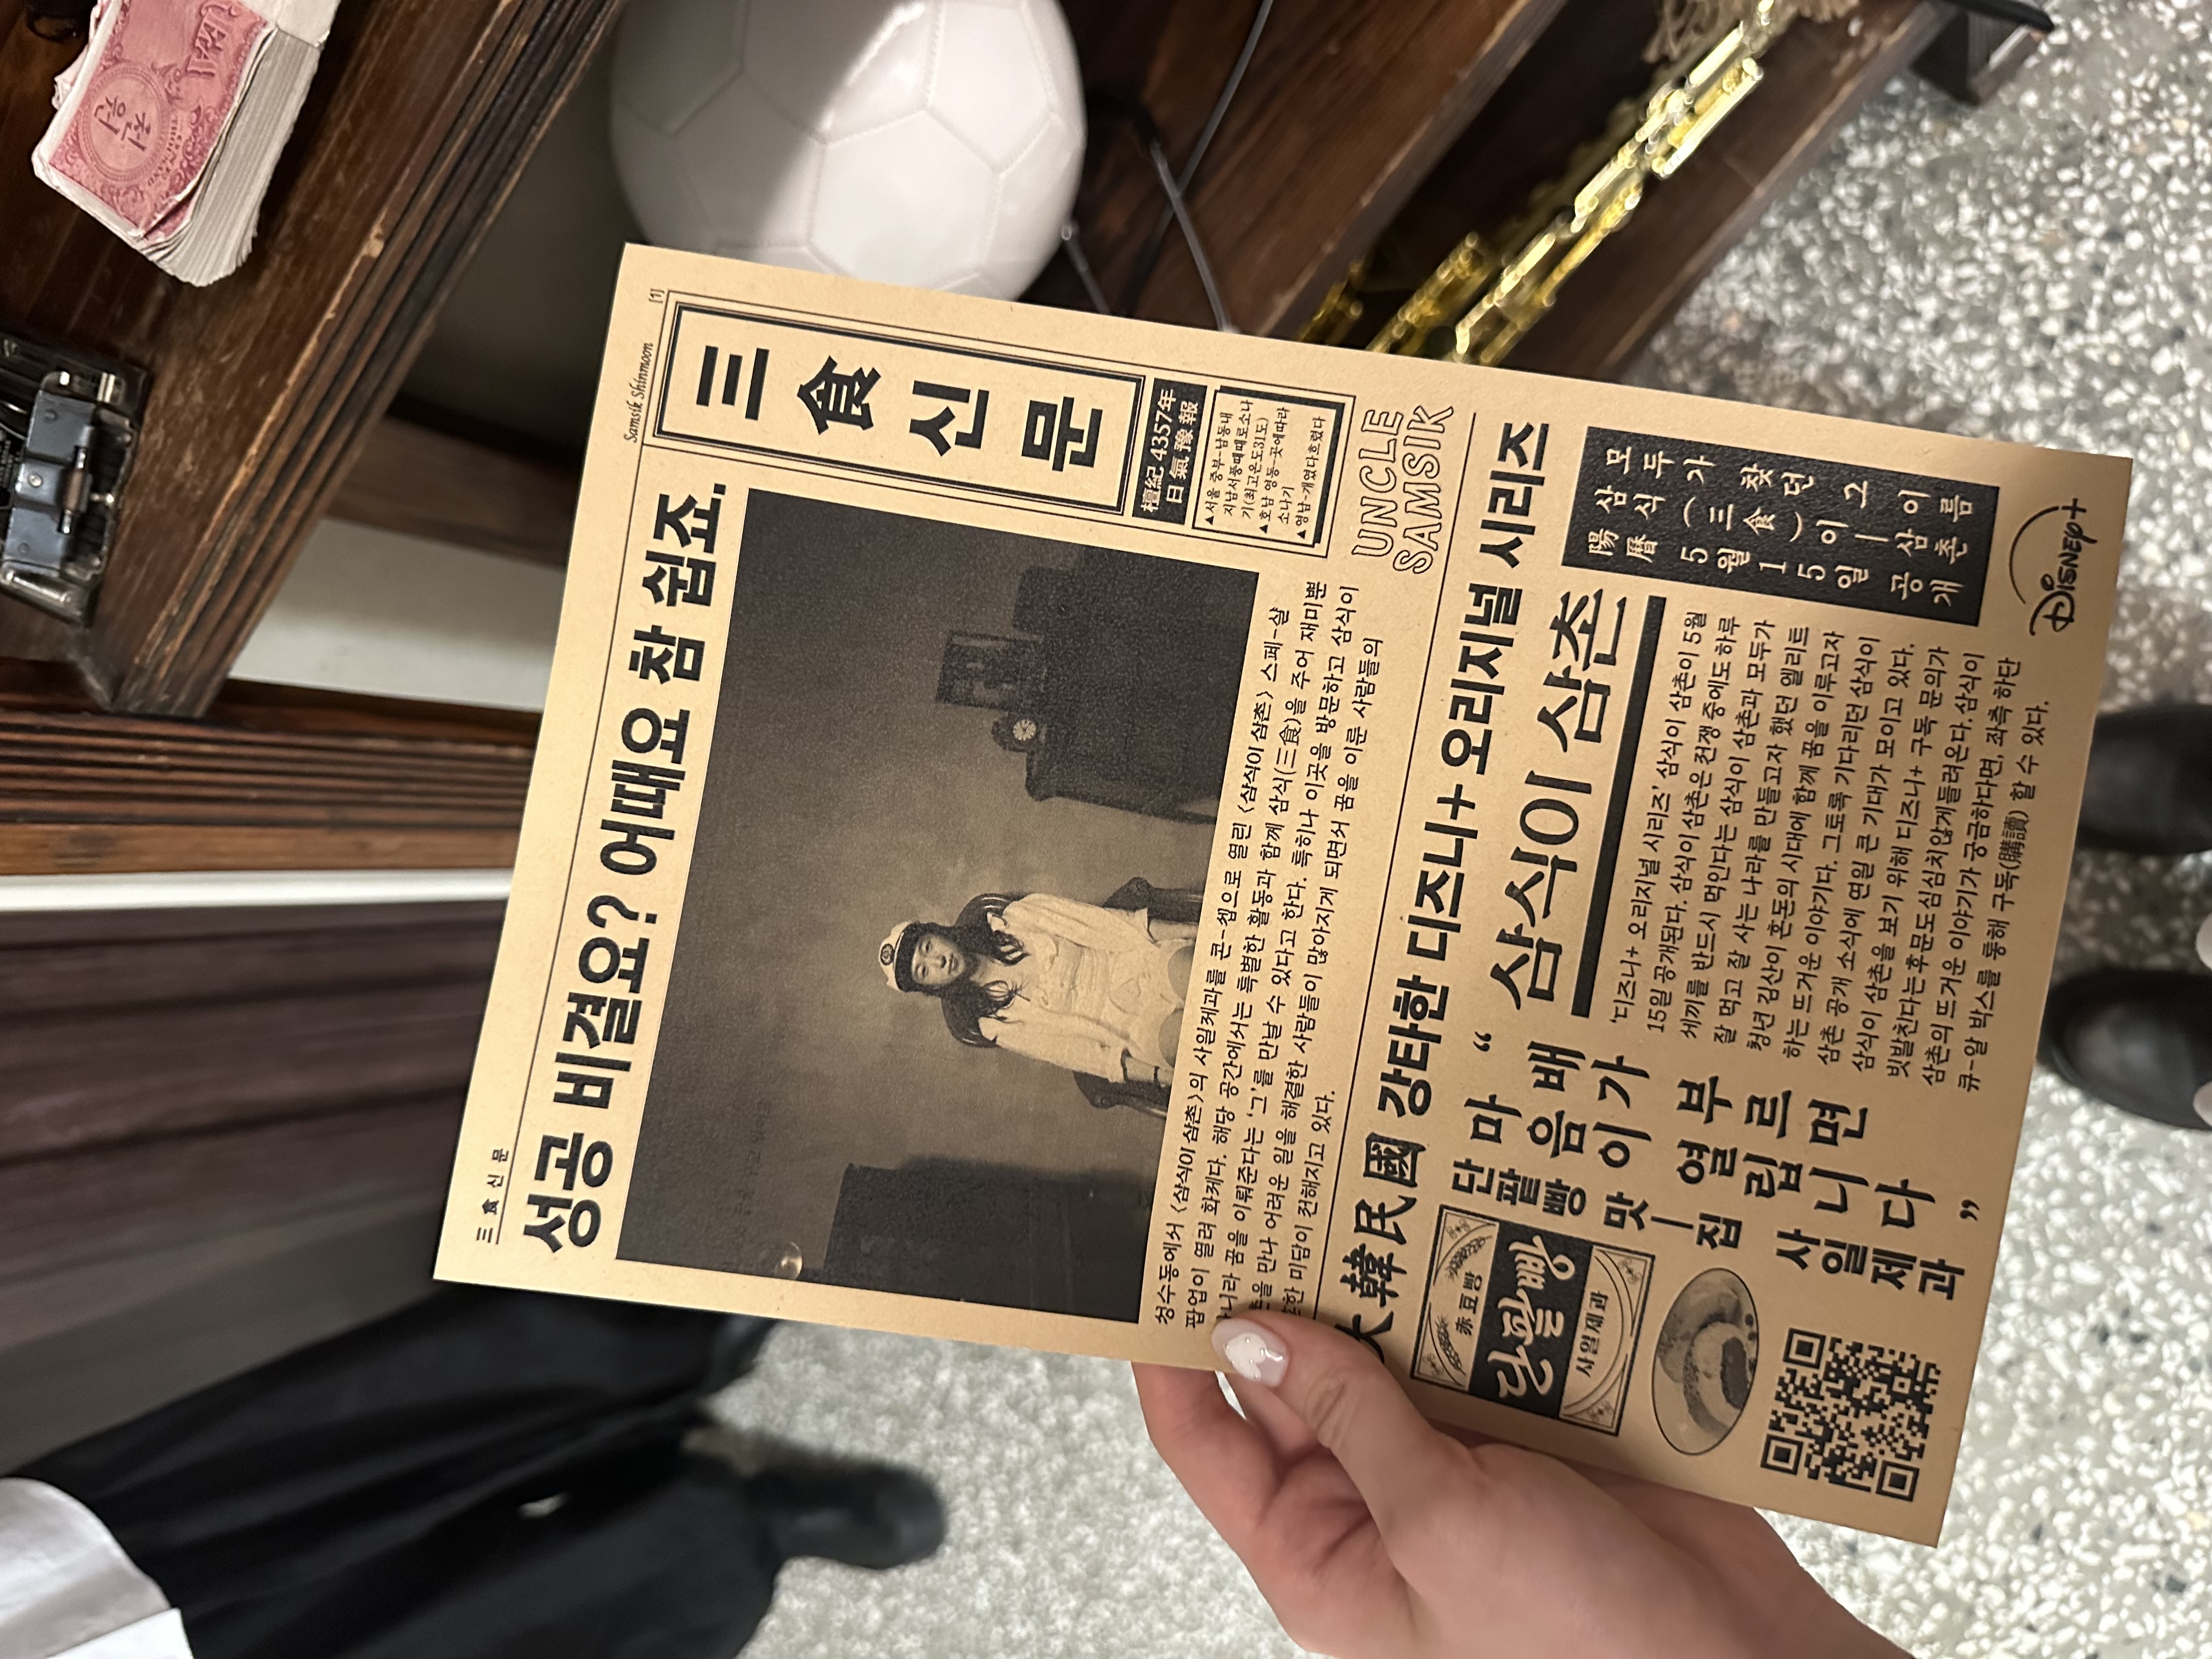 三食신문
성공 비결요? 어때요 참 쉽죠.
Samsik Shinmoon
[1]
三食신문
檀紀 4357年
日氣豫報
▲서울 중부-남동내
지남서풍때때로소나
기(최고온도31도)
▲호남 영동-곳에따라
소나기
▲영남-개였다흐렸다
UNCLE
SAMSIK
성수동에서 <삼식이 삼촌>의 사일제과를 콘-셉으로 열린 <삼식이 삼촌> 스페-샬
팝업이 열려 화제다. 해당 공간에서는 특별한 활동과 함께 삼식(三食)을 주어 재미뿐
아니라 꿈을 이뤄준다는 '그'를 만날 수 있다고 한다. 특히나 이곳을 방문하고 삼식이
촌을 만나 어려운 일을 해결한 사람들이 많아지게 되면서 꿈을 이룬 사람들의
한 미담이 전해지고 있다.
大韓民國 강타한 디즈니+ 오리지널 시리즈
赤豆빵
단팥빵
사일제과
“배가 부르면
마음이 열립니다”
단팥빵 맛-집 사일제과
삼식이 삼촌
'디즈니+ 오리지널 시리즈' 삼식이 삼촌이 5월
15일 공개된다. 삼식이 삼촌은 전쟁 중에도 하루
세끼를 반드시 먹인다는 삼식이 삼촌과 모두가
잘 먹고 잘 사는 나라를 만들고자 했던 엘리트
청년 김산이 혼돈의 시대에 함께 꿈을 이루고자
하는 뜨거운 이야기다. 그토록 기다리던 삼식이
삼촌 공개 소식에 연일 큰 기대가 모이고 있다.
삼식이 삼촌을 보기 위해 디즈니+ 구독 문의가
빗발친다는후문도심심치않게들려온다.삼식이
삼촌의 뜨거운 이야기가 궁금하다면, 좌측 하단
큐-알 박스를 통해 구독(購讀) 할 수 있다.
모두가 찾던 그 이름
삼식(三食)이-삼촌
陽曆 5월15일 공개
Disney+
천원